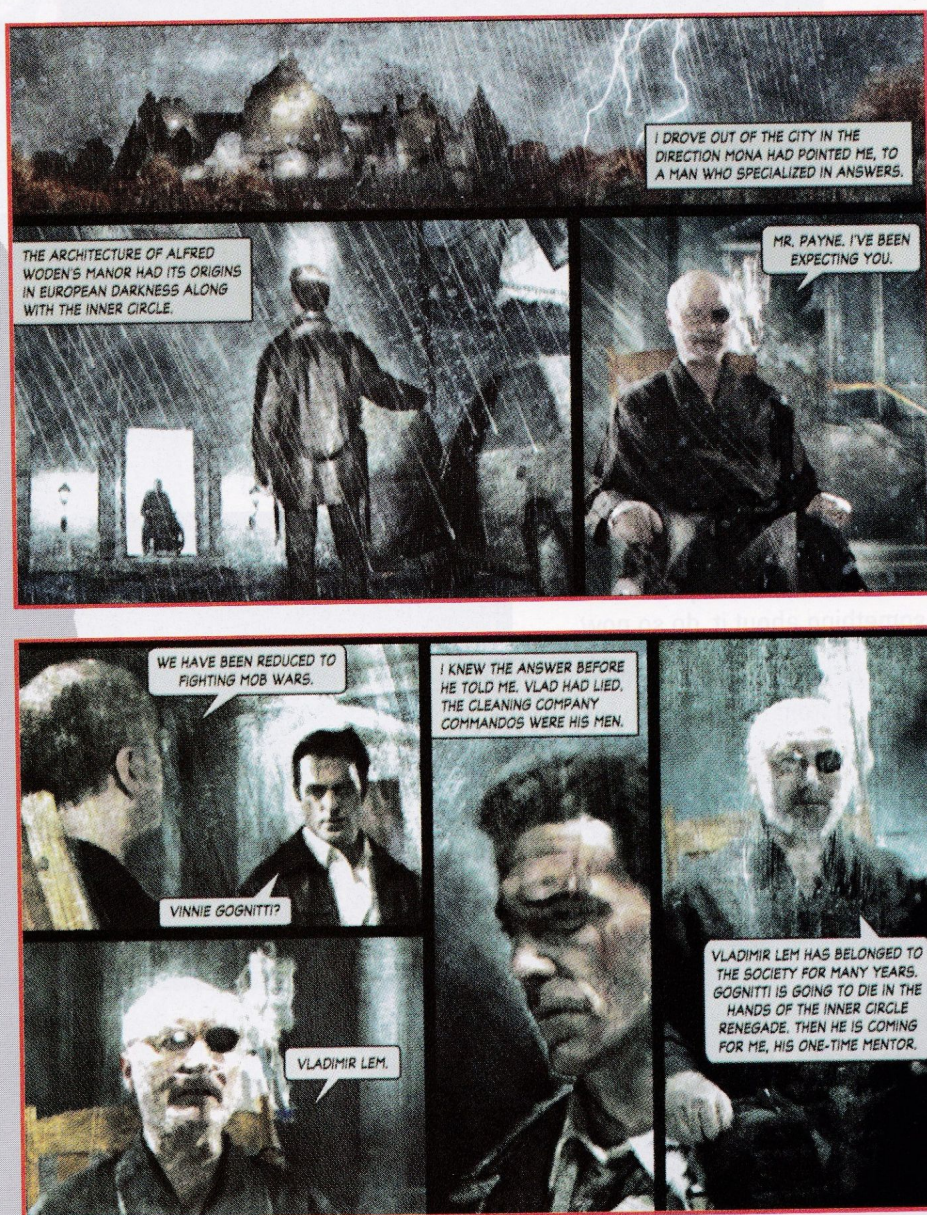 I DROVE OUT OF THE CITY IN THE
DIRECTION MONA HAD POINTED ME, TO
A MAN WHO SPECIALIZED IN ANSWERS.
THE ARCHITECTURE OF ALFRED
WODEN'S MANOR HAD ITS ORIGINS
IN EUROPEAN DARKNESS ALONG
WITH THE INNER CIRCLE.
MR. PAYNE. I'VE BEEN
EXPECTING YOU.
WE HAVE BEEN REDUCED TO
FIGHTING MOB WARS.
VINNIE GOGNITTI?
VLADIMIR LEM.
I KNEW THE ANSWER BEFORE
HE TOLD ME. VLAD HAD LIED.
THE CLEANING COMPANY
COMMANDOS WERE HIS MEN.
VLADIMIR LEM HAS BELONGED TO
THE SOCIETY FOR MANY YEARS.
GOGNITTI IS GOING TO DIE IN THE
HANDS OF THE INNER CIRCLE
RENEGADE. THEN HE IS COMING
FOR ME, HIS ONE-TIME MENTOR.